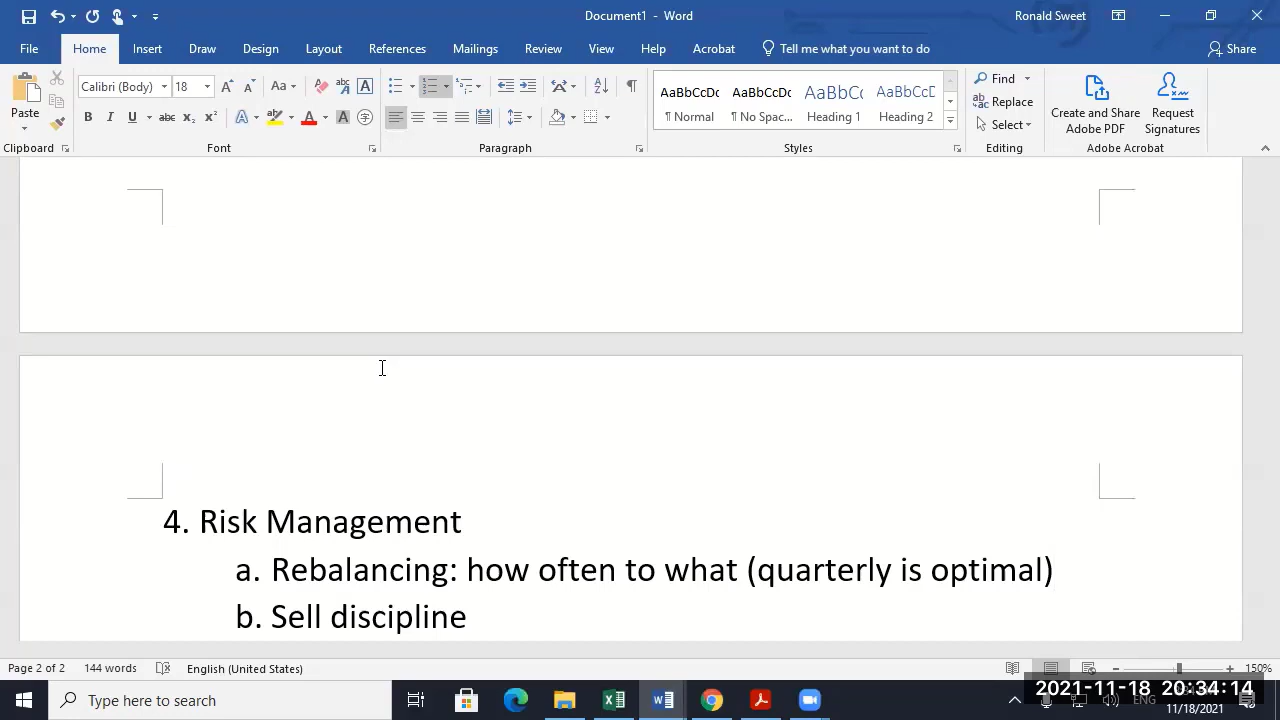 Document1 - Word
Ronald Sweet
File Home Insert Draw Design Layout References Mailings Review View Help Acrobat Tell me what you want to do Share
Paste
Calibri (Body) 18
Clipboard Font Paragraph Styles Editing Adobe Acrobat
AaBbCcDc AaBbCcDc AaBbCc AaBbCcE
¶ Normal ¶ No Spac... Heading 1 Heading 2
Find
Replace
Select
Create and Share
Adobe PDF
Request
Signatures
4. Risk Management
a. Rebalancing: how often to what (quarterly is optimal)
b. Sell discipline
Page 2 of 2 144 words English (United States) 150%
Type here to search
ENG
2021-11-18 20:34:14
11/18/2021